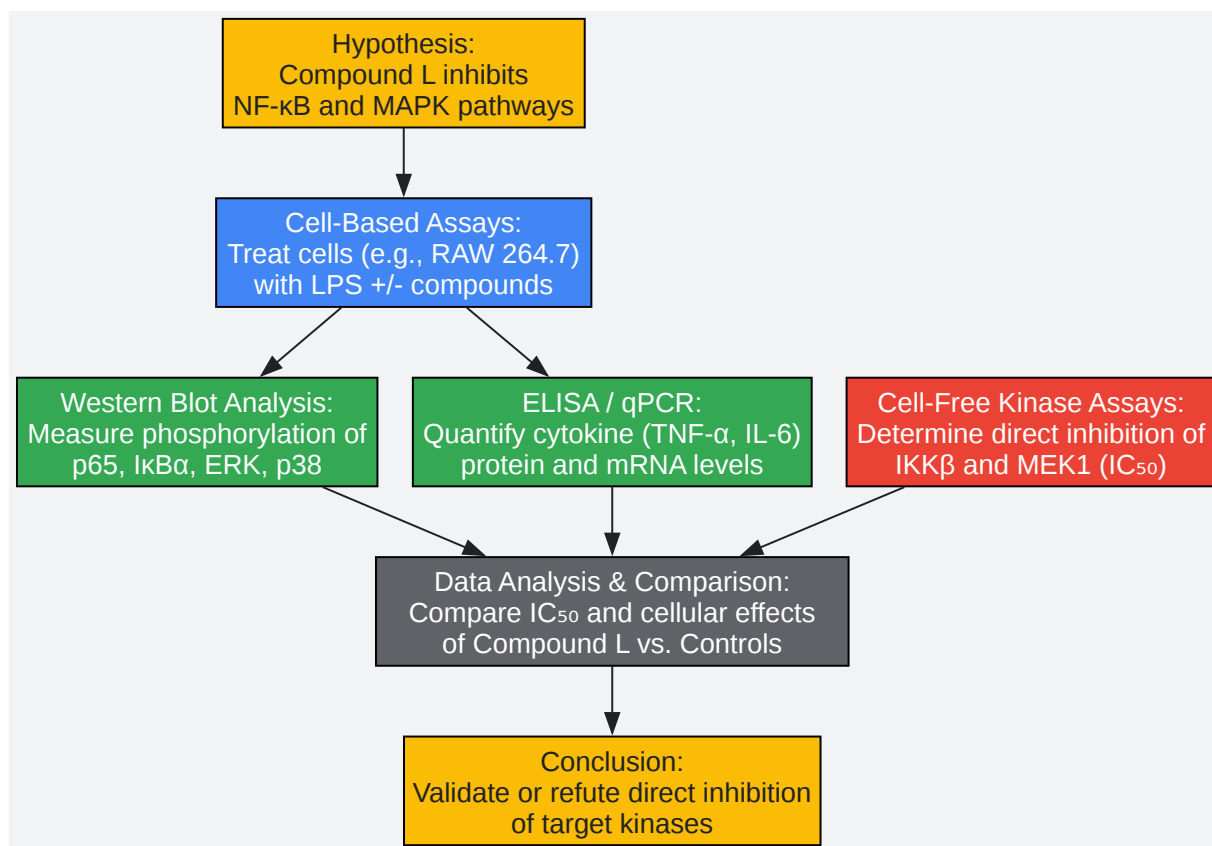 Hypothesis:
Compound L inhibits
NF-κB and MAPK pathways
Cell-Based Assays:
Treat cells (e.g., RAW 264.7)
with LPS +/- compounds
Western Blot Analysis:
Measure phosphorylation of
p65, IκBα, ERK, p38
ELISA / qPCR:
Quantify cytokine (TNF-α, IL-6)
protein and mRNA levels
Cell-Free Kinase Assays:
Determine direct inhibition of
IKKβ and MEK1 (IC₅₀)
Data Analysis & Comparison:
Compare IC₅₀ and cellular effects
of Compound L vs. Controls
Conclusion:
Validate or refute direct inhibition
of target kinases